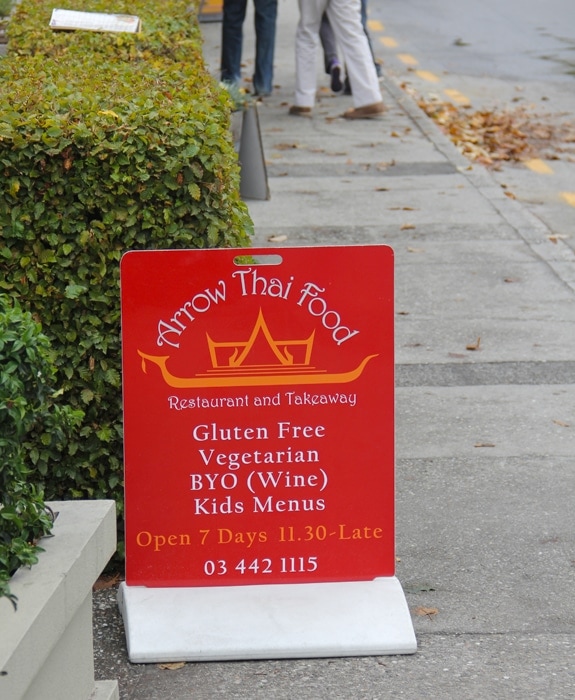 Arrow Thai Food
Restaurant and Takeaway
Gluten Free
Vegetarian
BYO (Wine)
Kids Menus
Open 7 Days 11.30-Late
03 442 1115